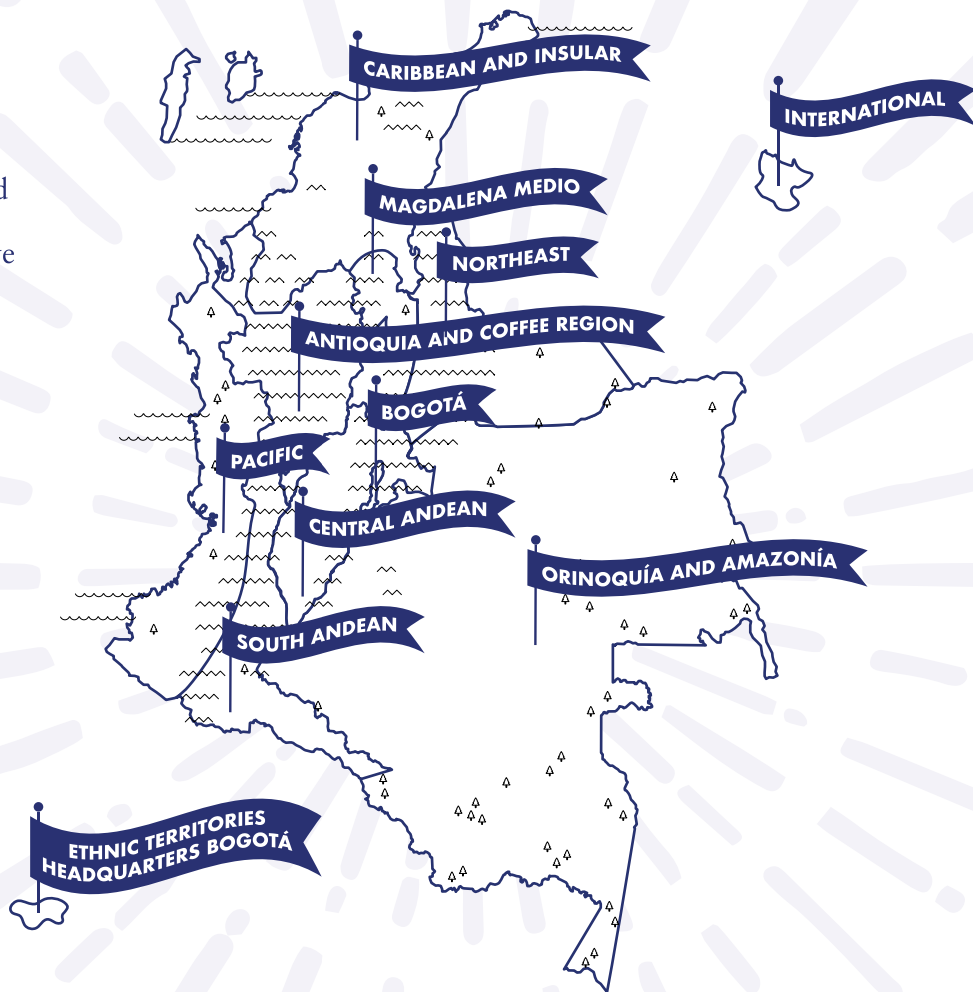 CARIBBEAN AND INSULAR
INTERNATIONAL
d
MAGDALENA MEDIO
ve
NORTHEAST
ANTIOQUIA AND COFFEE REGION
BOGOTÁ
PACIFIC
CENTRAL ANDEAN
ORINOQUÍA AND AMAZONÍA
SOUTH ANDEAN
ETHNIC TERRITORIES
HEADQUARTERS BOGOTÁ